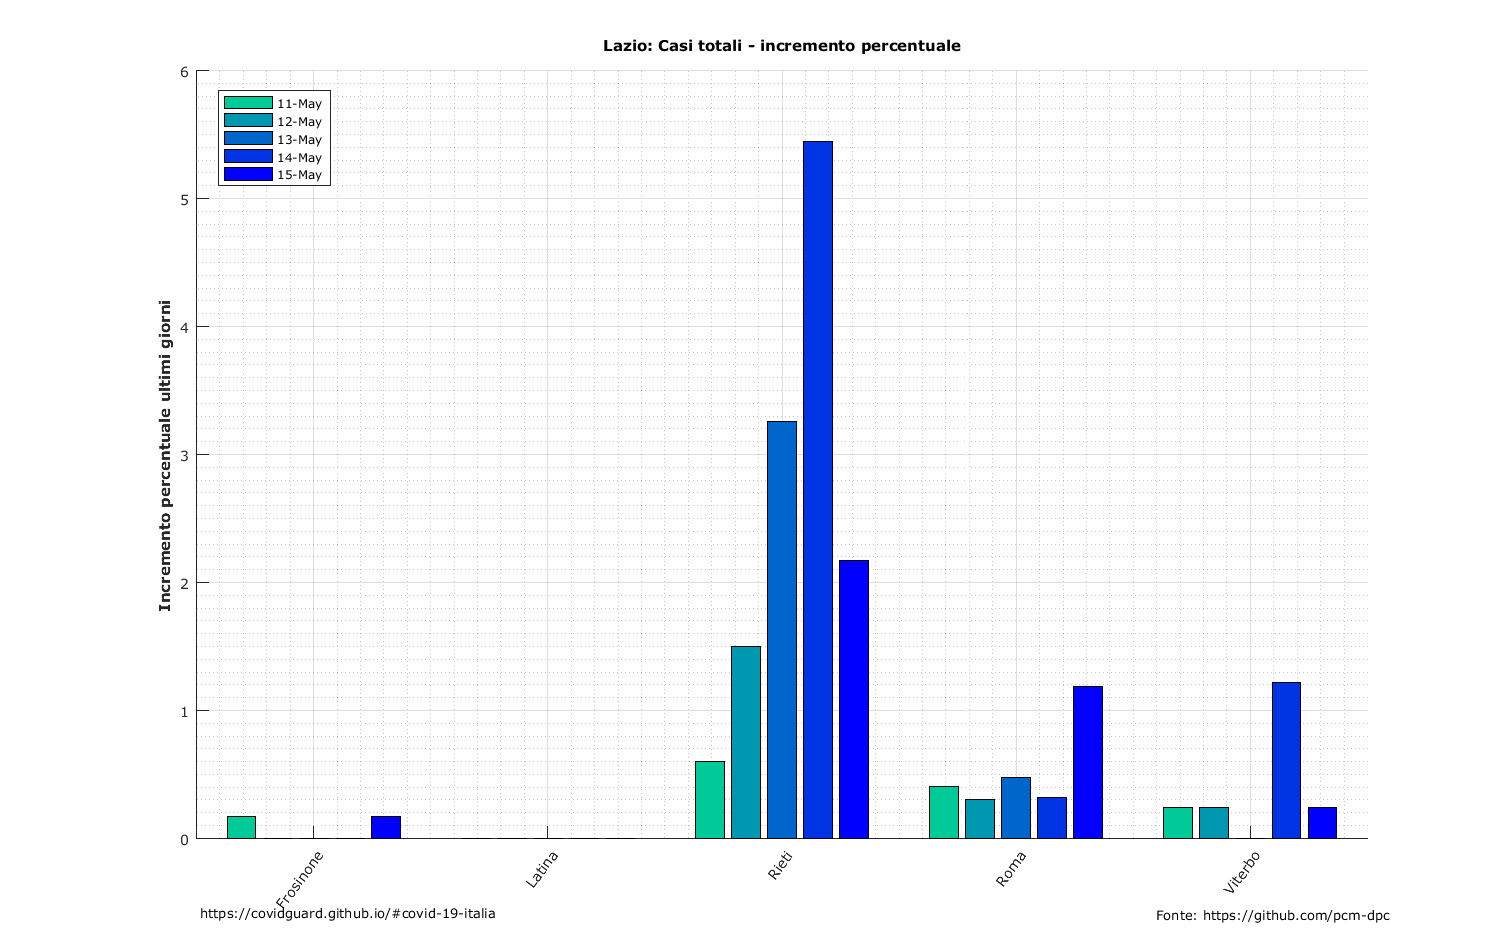 Lazio: Casi totali - incremento percentuale
6
5
4
3
2
1
0
Incremento percentuale ultimi giorni
11-May
12-May
13-May
14-May
15-May
Frosinone
Latina
Rieti
Roma
Viterbo
https://covidguard.github.io/#covid-19-italia
Fonte: https://github.com/pcm-dpc